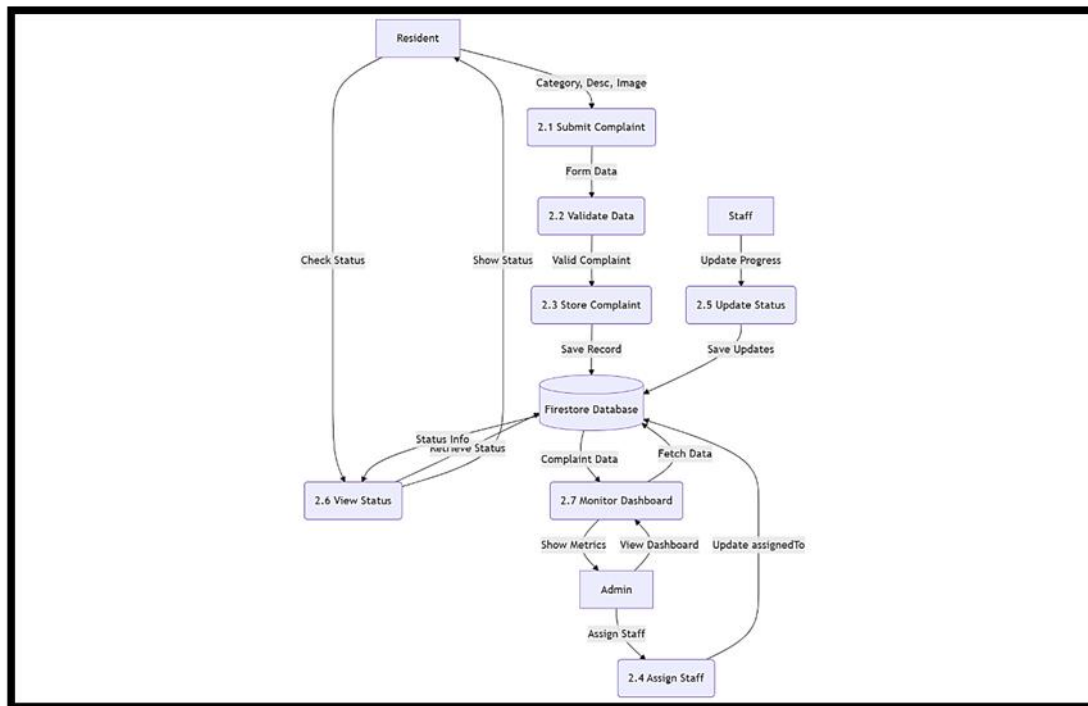 Resident
Category, Desc, Image
2.1 Submit Complaint
Form Data
2.2 Validate Data
Staff
Check Status
Show Status
Valid Complaint
Update Progress
2.3 Store Complaint
2.5 Update Status
Save Record
Save Updates
Firestore Database
Status Info
Retrieve Status
Complaint Data
Fetch Data
2.6 View Status
2.7 Monitor Dashboard
Show Metrics
View Dashboard
Update assignedTo
Admin
Assign Staff
2.4 Assign Staff